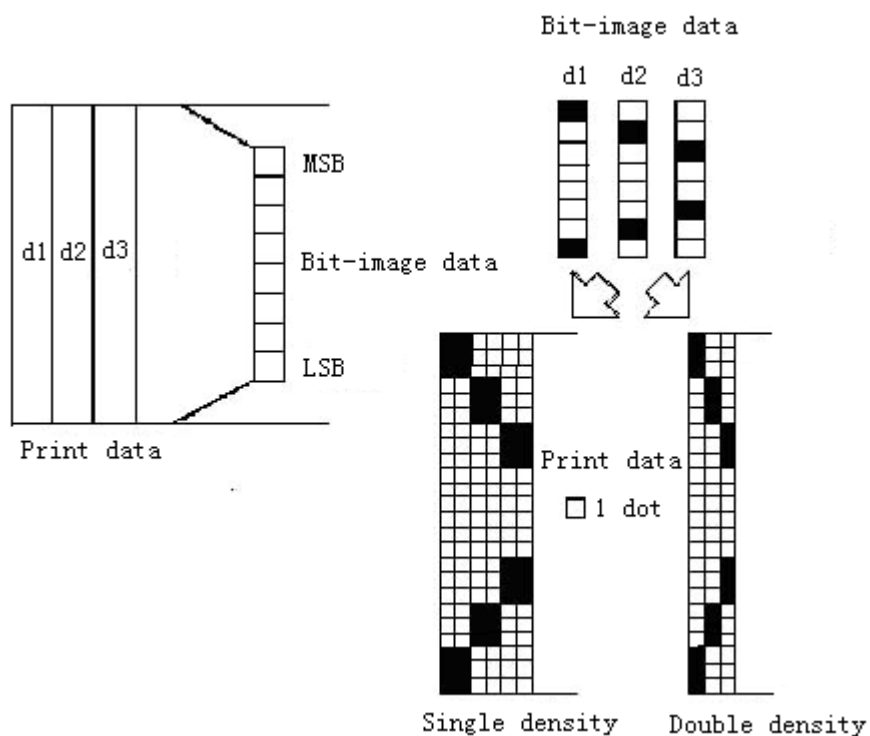 Bit-image data
d1 d2 d3
MSB
d1 d2 d3
Bit-image data
LSB
Print data
Print data
1 dot
Single density Double density